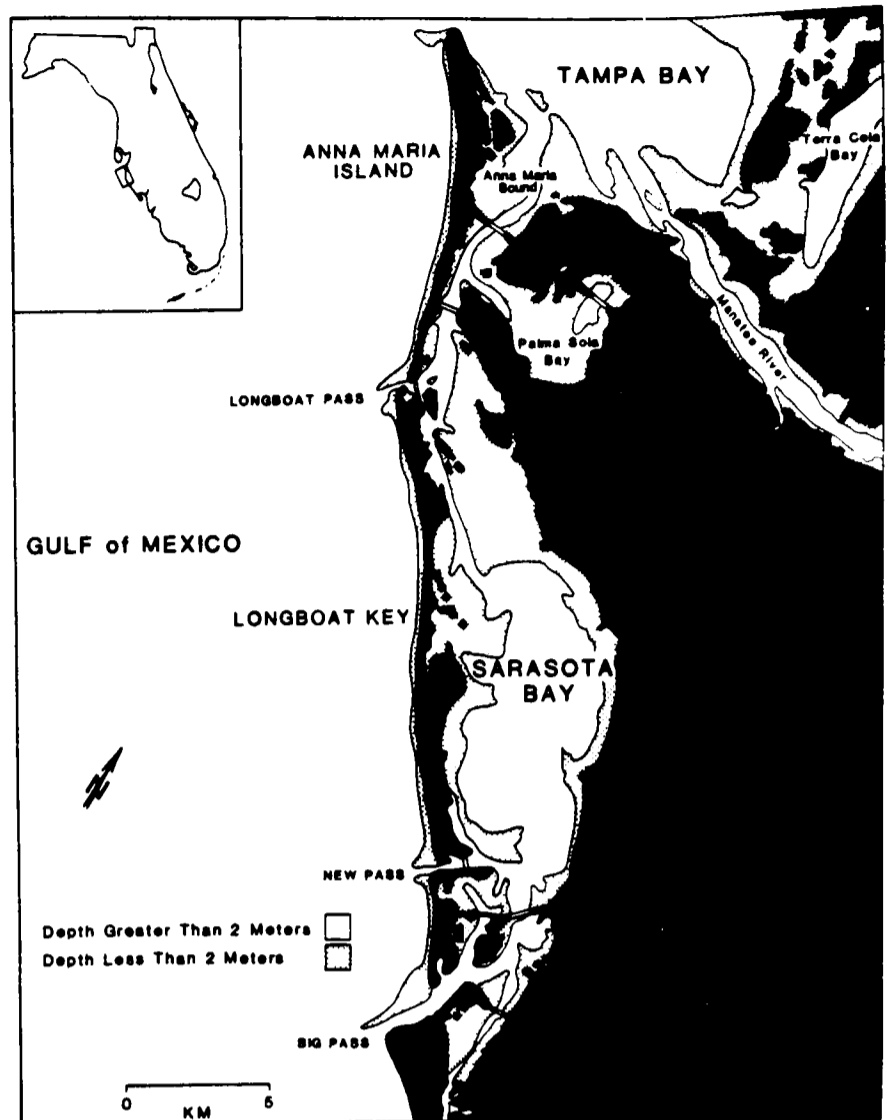 TAMPA BAY
Terra Ceia
Bay
ANNA MARIA
ISLAND
Anna Maria
Sound
Manatee River
Palma Sola
Bay
LONGBOAT PASS
GULF of MEXICO
LONGBOAT KEY
SARASOTA
BAY
N
NEW PASS
Depth Greater Than 2 Meters
Depth Less Than 2 Meters
BIG PASS
0 5
KM